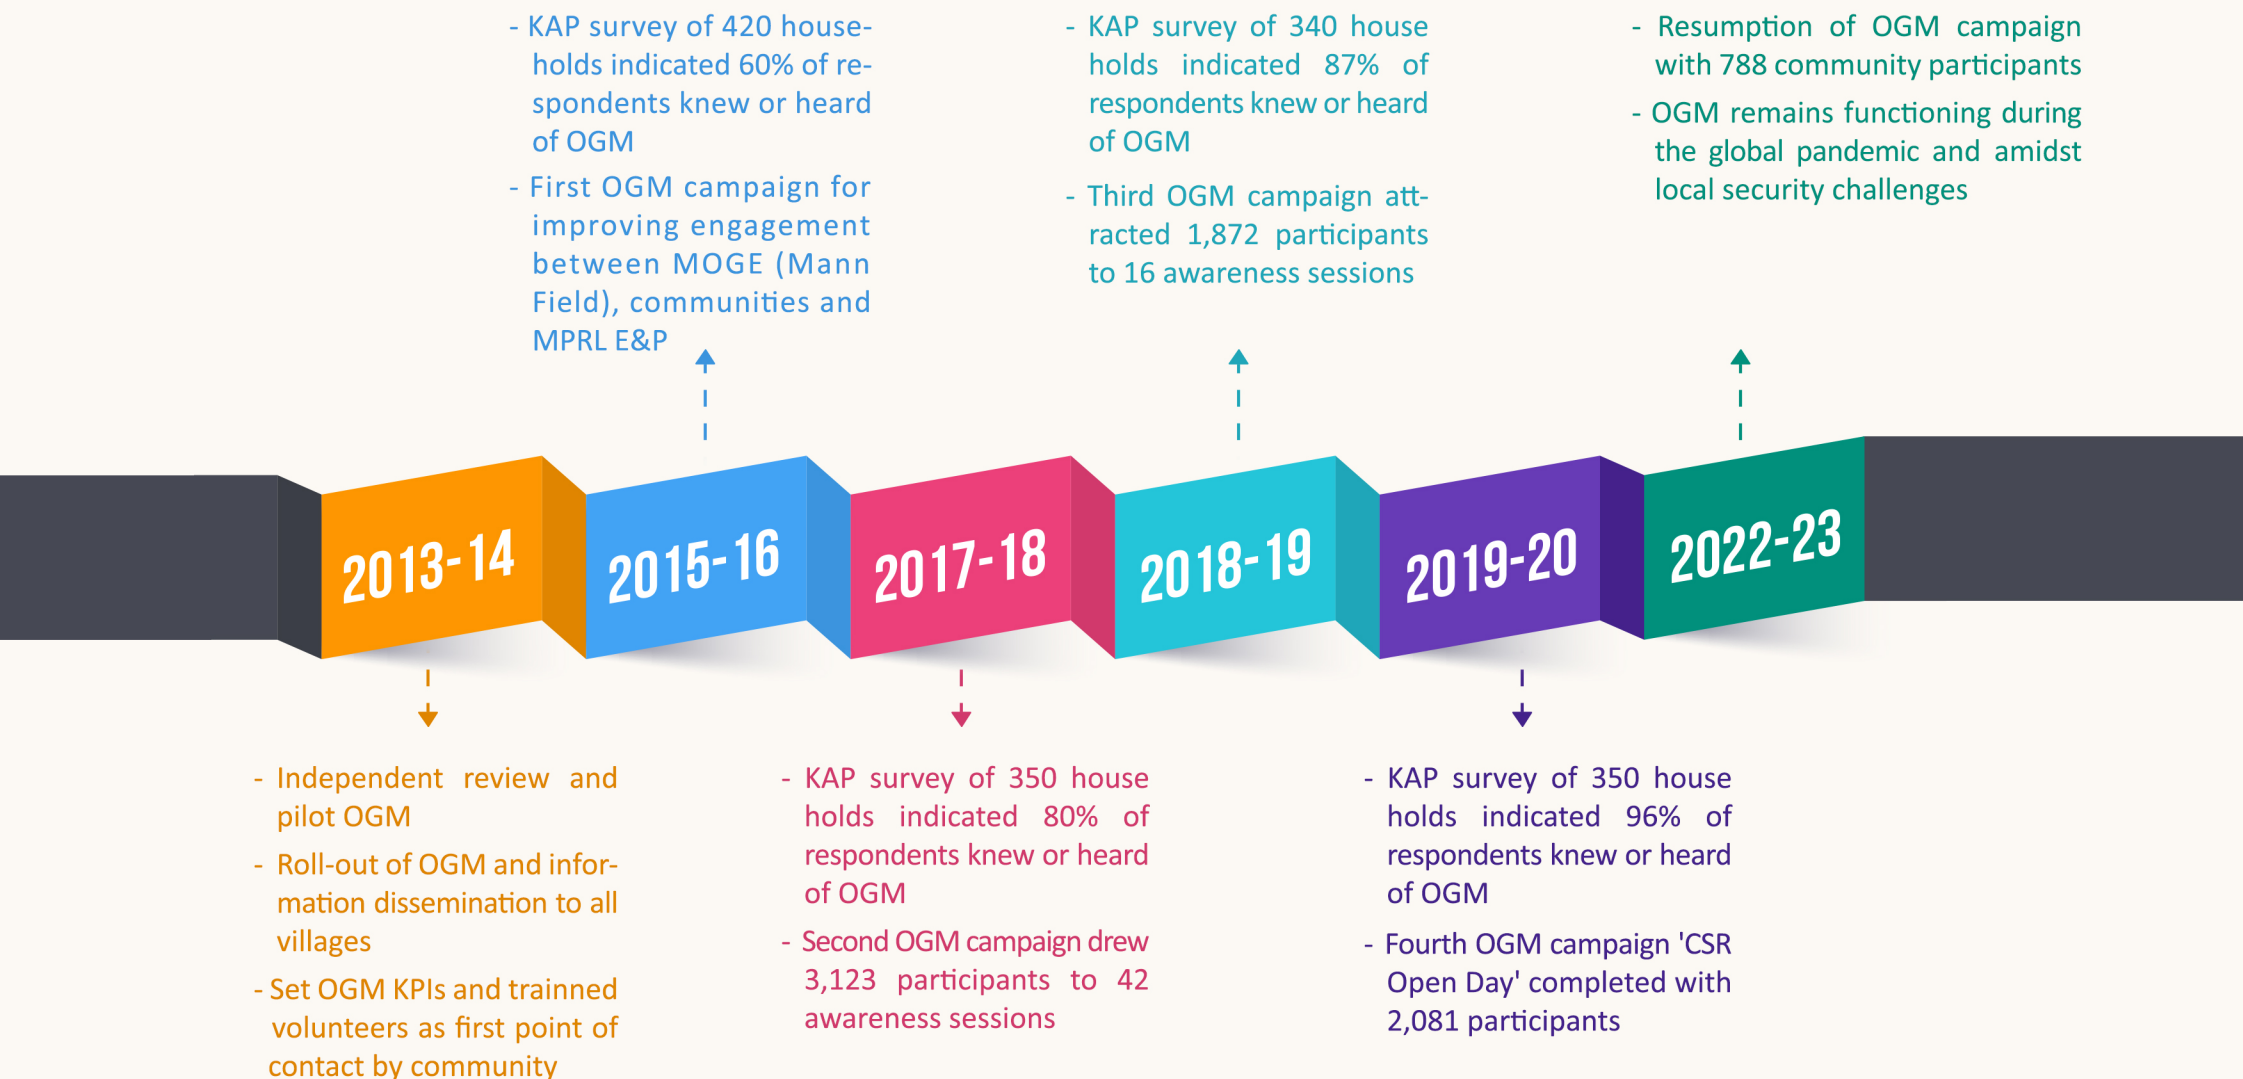 - KAP survey of 420 house-
holds indicated 60% of re-
spondents knew or heard
of OGM
- First OGM campaign for
improving engagement
between MOGE (Mann
Field), communities and
MPRL E&P
- KAP survey of 340 house
holds indicated 87% of
respondents knew or heard
of OGM
- Third OGM campaign att-
racted 1,872 participants
to 16 awareness sessions
- Resumption of OGM campaign
with 788 community participants
- OGM remains functioning during
the global pandemic and amidst
local security challenges
2013-14
2015-16
2017-18
2018-19
2019-20
2022-23
- Independent review and
pilot OGM
- Roll-out of OGM and infor-
mation dissemination to all
villages
- Set OGM KPIs and trainned
volunteers as first point of
contact by community
- KAP survey of 350 house
holds indicated 80% of
respondents knew or heard
of OGM
- Second OGM campaign drew
3,123 participants to 42
awareness sessions
- KAP survey of 350 house
holds indicated 96% of
respondents knew or heard
of OGM
- Fourth OGM campaign 'CSR
Open Day' completed with
2,081 participants